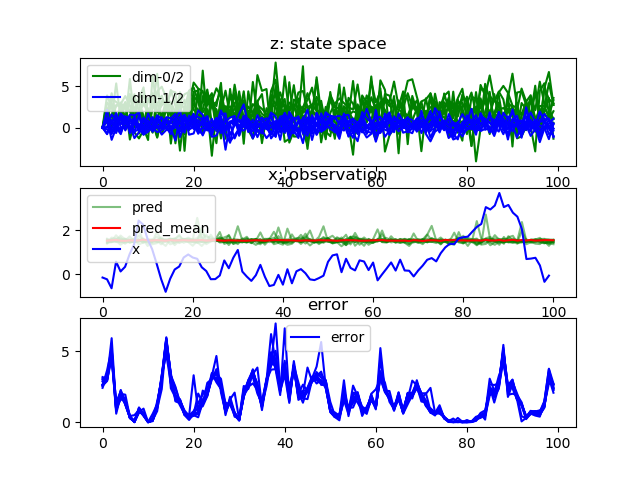 z: state space
dim-0/2
dim-1/2
5
0
0 20 40 60 80 100
x: observation
pred
pred_mean
x
2
0
0 20 40 60 80 100
error
error
5
0
0 20 40 60 80 100